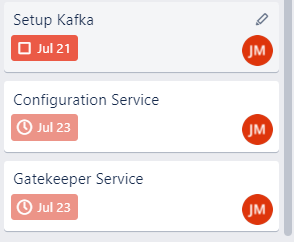 Setup Kafka
Jul 21
JM
Configuration Service
Jul 23
JM
Gatekeeper Service
Jul 23
JM